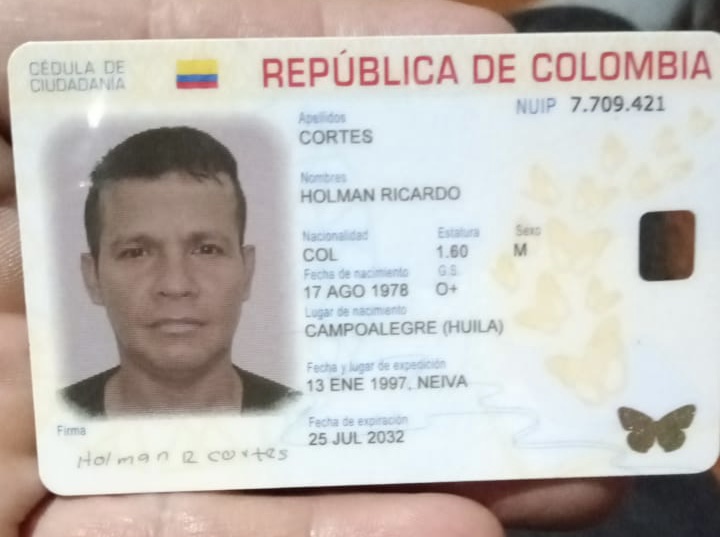 CÉDULA DE
CIUDADANÍA
REPÚBLICA DE COLOMBIA
NUIP 7.709.421
Apellidos
CORTES
Nombres
HOLMAN RICARDO
Nacionalidad Estatura Sexo
COL 1.60 M
Fecha de nacimiento G.S.
17 AGO 1978 O+
Lugar de nacimiento
CAMPOALEGRE (HUILA)
Fecha y lugar de expedición
13 ENE 1997, NEIVA
Fecha de expiración
25 JUL 2032
Firma
Holman R cortes